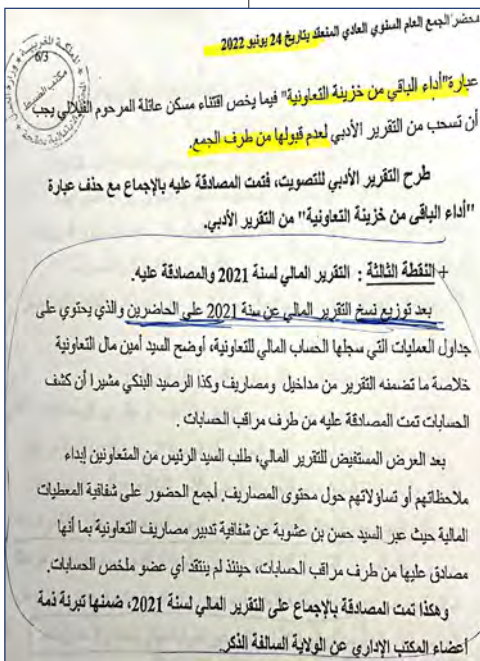 محضر الجمع العام السنوي العادي المنعقد بتاريخ 24 يونيو 2022
المملكة المغربية
6/3
مكتب الضبط
عبارة "أداء الباقي من خزينة التعاونية" فيما يخص اقتناء مسكن عائلة المرحوم الفيلالي يجب
أن تسحب من التقرير الأدبي لعدم قبولها من طرف الجمع.
طرح التقرير الأدبي للتصويت، فتمت المصادقة عليه بالإجماع مع حذف عبارة
"أداء الباقي من خزينة التعاونية" من التقرير الأدبي.
+ النقطة الثالثة : التقرير المالي لسنة 2021 والمصادقة عليه.
بعد توزيع نسخ التقرير المالي عن سنة 2021 على الحاضرين والذي يحتوي على
جداول العمليات التي سجلها الحساب المالي للتعاونية، أوضح السيد أمين مال التعاونية
خلاصة ما تضمنه التقرير من مداخيل ومصاريف وكذا الرصيد البنكي مشيرا أن كشف
الحسابات تمت المصادقة عليه من طرف مراقب الحسابات .
بعد العرض المستفيض للتقرير المالي، طلب السيد الرئيس من المتعاونين إبداء
ملاحظاتهم أو تساؤلاتهم حول محتوى المصاريف. أجمع الحضور على شفافية المعطيات
المالية حيث عبر السيد حسن بن عشوبة عن شفافية تدبير مصاريف التعاونية بما أنها
مصادق عليها من طرف مراقب الحسابات، حينئذ لم ينتقد أي عضو ملخص الحسابات.
وهكذا تمت المصادقة بالإجماع على التقرير المالي لسنة 2021، ضمنها تبرئة ذمة
أعضاء المكتب الإداري عن الولاية السالفة الذكر.